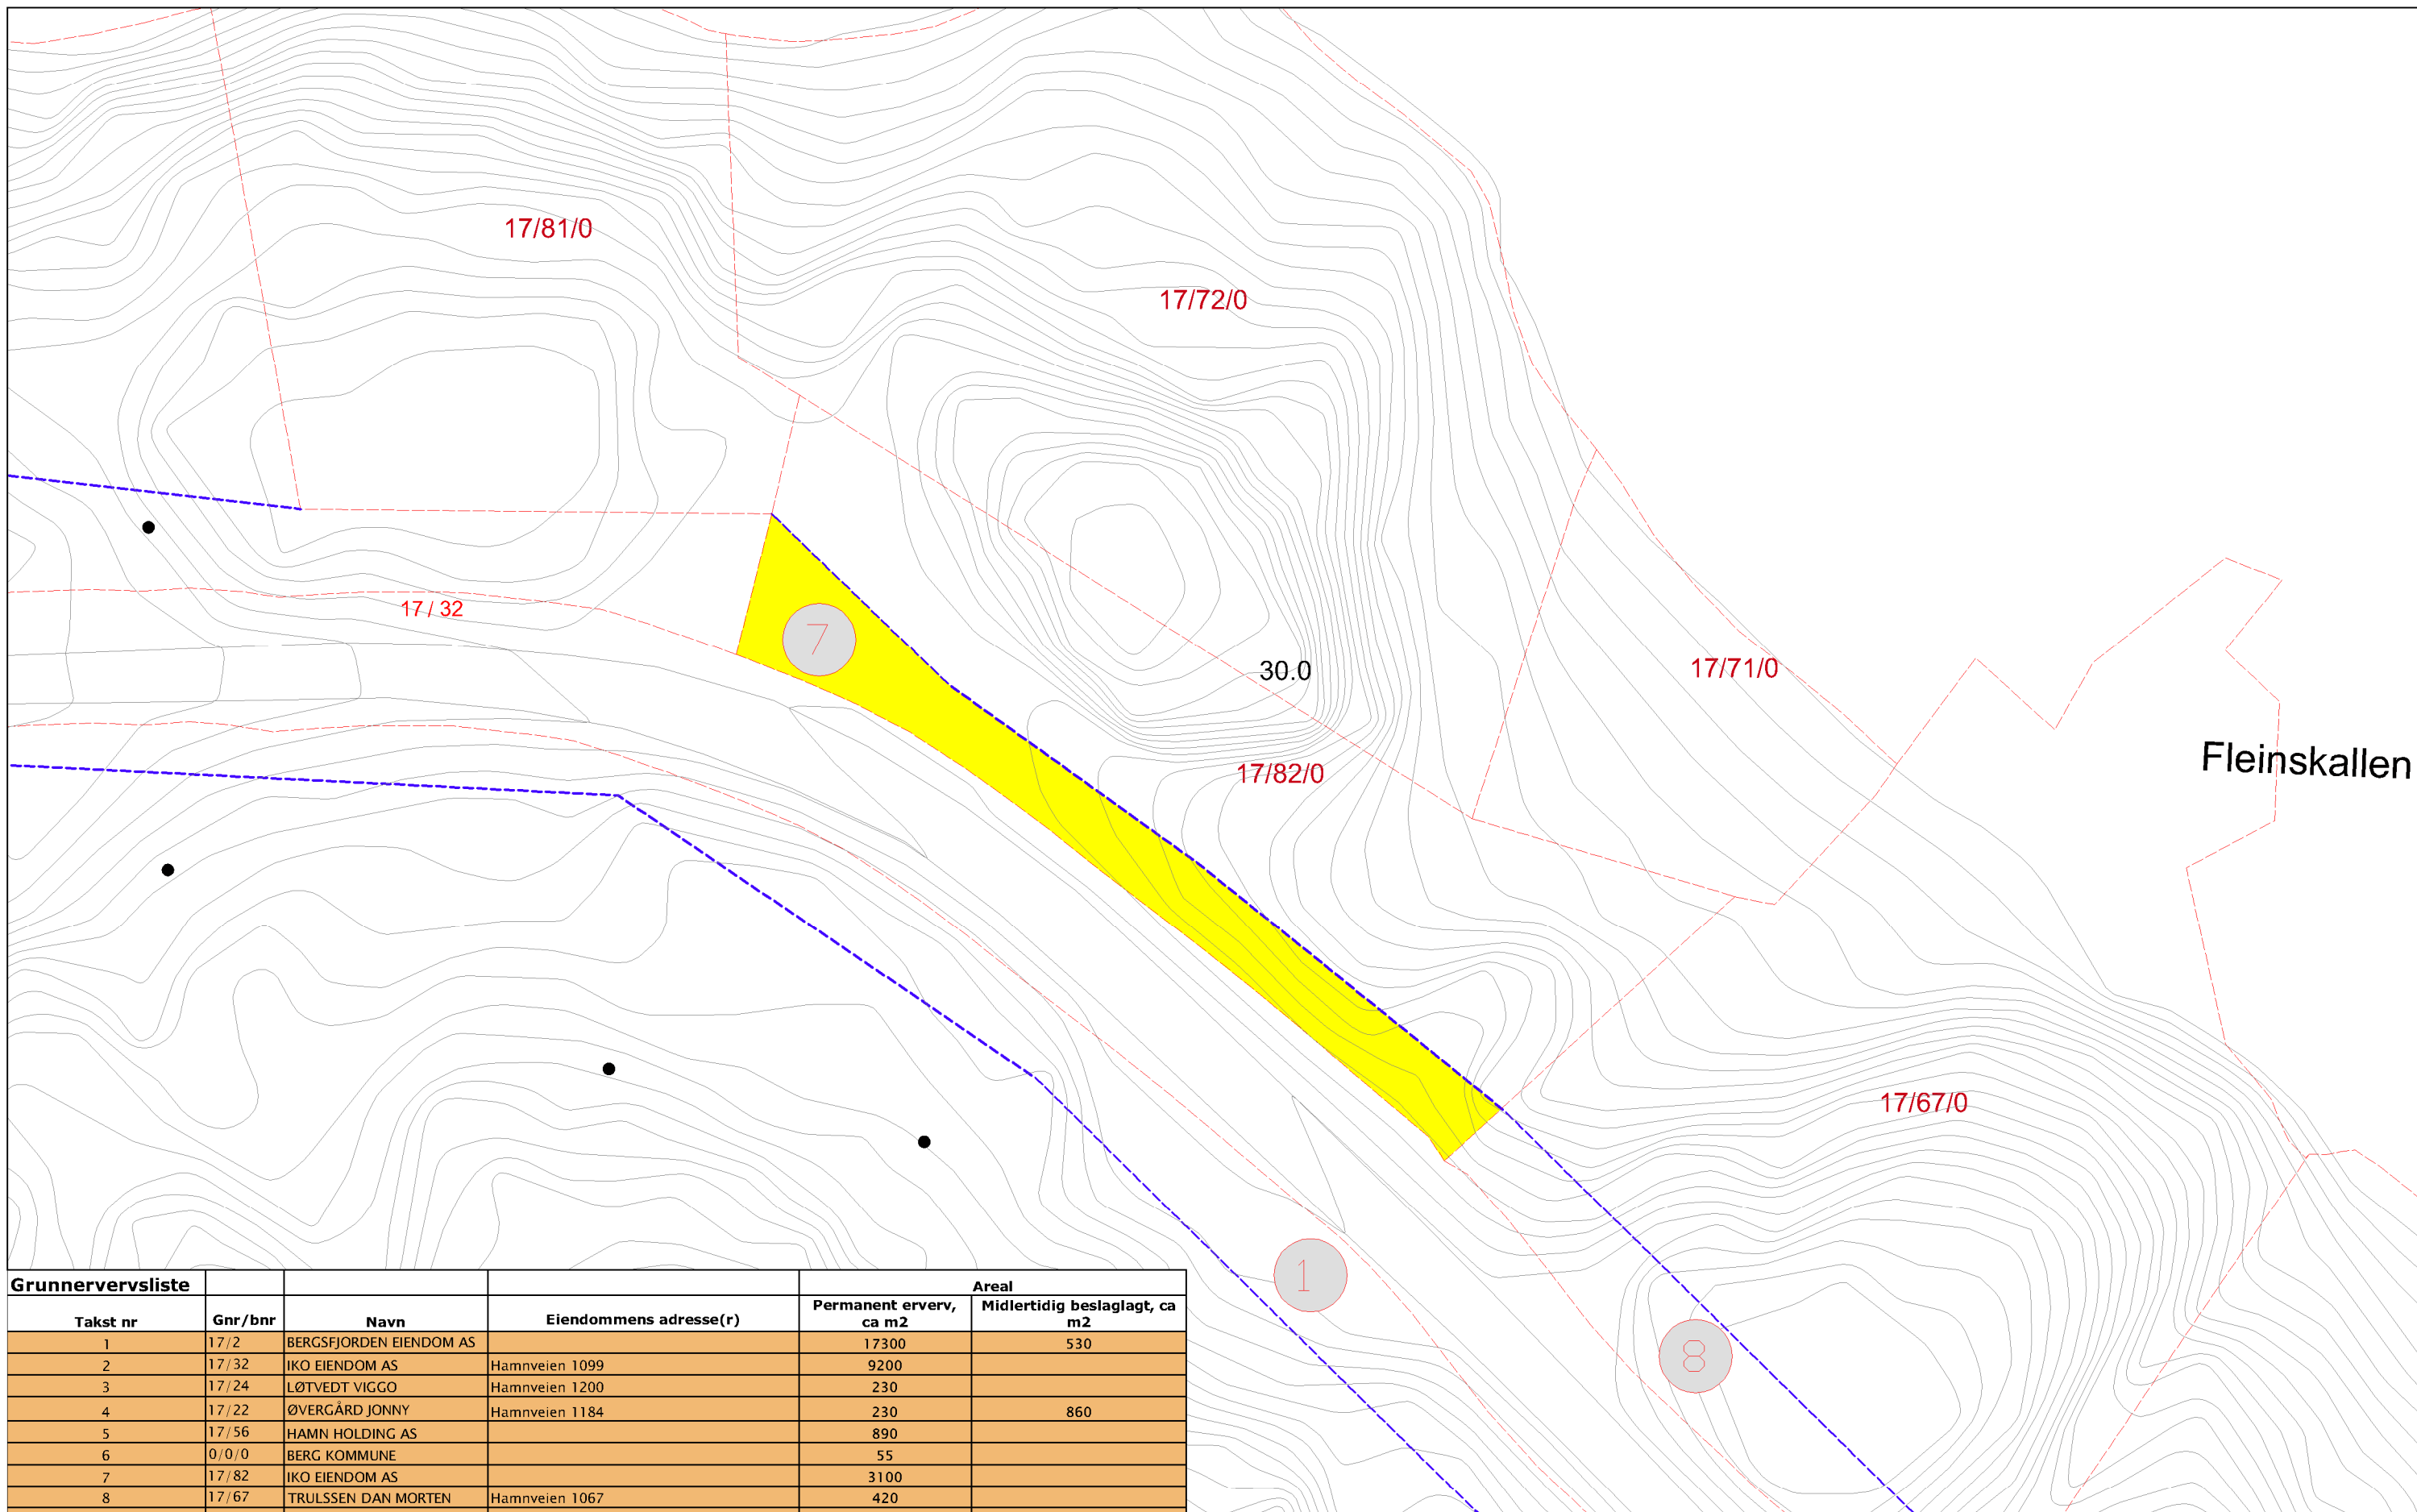 17/81/0
17/72/0
17 / 32
7
30.0
17/71/0
Fleinskallen
17/82/0
17/67/0
1
8
Grunnervervsliste Areal
Takst nr Gnr/bnr Navn Eiendommens adresse(r) Permanent erverv, ca m2 Midlertidig beslaglagt, ca m2
1 17/2 BERGSFJORDEN EIENDOM AS 17300 530
2 17/32 IKO EIENDOM AS Hamnveien 1099 9200
3 17/24 LØTVEDT VIGGO Hamnveien 1200 230
4 17/22 ØVERGÅRD JONNY Hamnveien 1184 230 860
5 17/56 HAMN HOLDING AS 890
6 0/0/0 BERG KOMMUNE 55
7 17/82 IKO EIENDOM AS 3100
8 17/67 TRULSSEN DAN MORTEN Hamnveien 1067 420